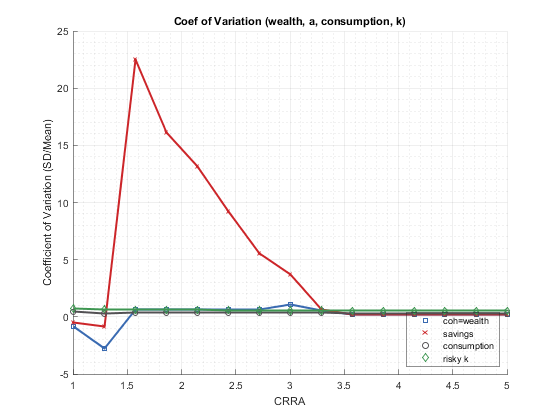 Coef of Variation (wealth, a, consumption, k)
25
20
15
10
5
0
-5
Coefficient of Variation (SD/Mean)
1
1.5
2
2.5
3
3.5
4
4.5
5
CRRA
coh=wealth
savings
consumption
risky k